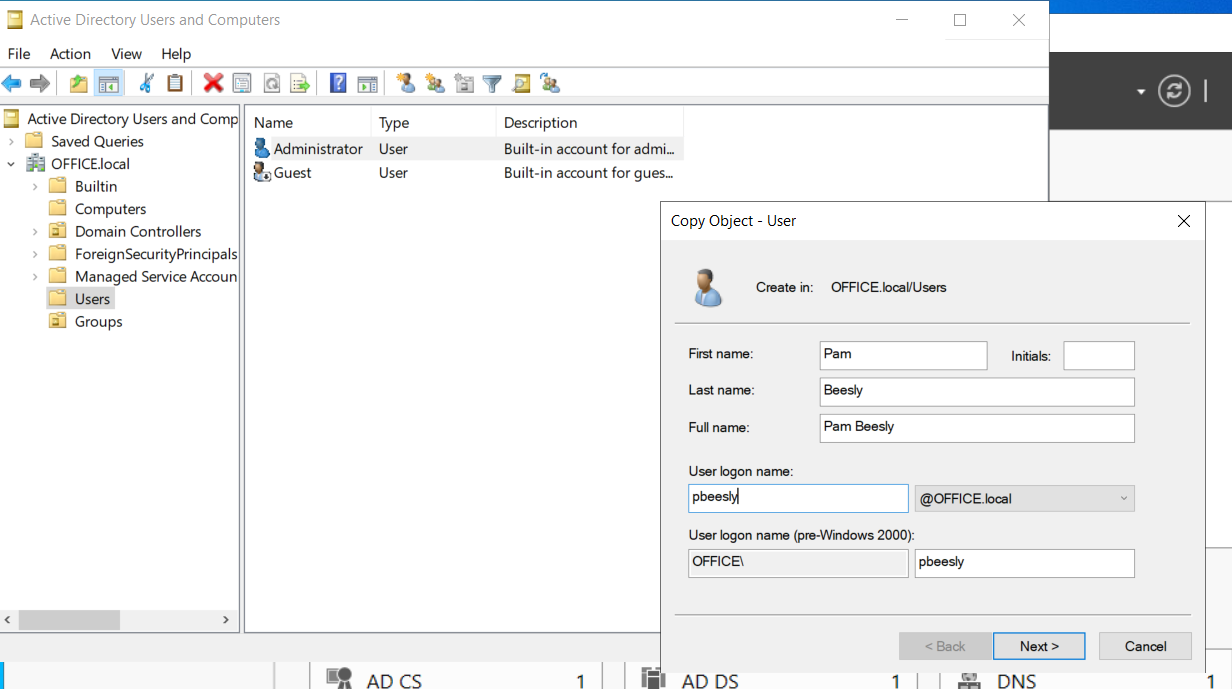 Active Directory Users and Computers
File Action View Help
Active Directory Users and Comp
Saved Queries
OFFICE.local
Builtin
Computers
Domain Controllers
ForeignSecurityPrincipals
Managed Service Accoun
Users
Groups
Name Type Description
Administrator User Built-in account for admi...
Guest User Built-in account for gues...
Copy Object - User
Create in: OFFICE.local/Users
First name: Pam Initials:
Last name: Beesly
Full name: Pam Beesly
User logon name:
pbeesly @OFFICE.local
User logon name (pre-Windows 2000):
OFFICE\ pbeesly
< Back Next > Cancel
AD CS 1 AD DS 1 DNS 1